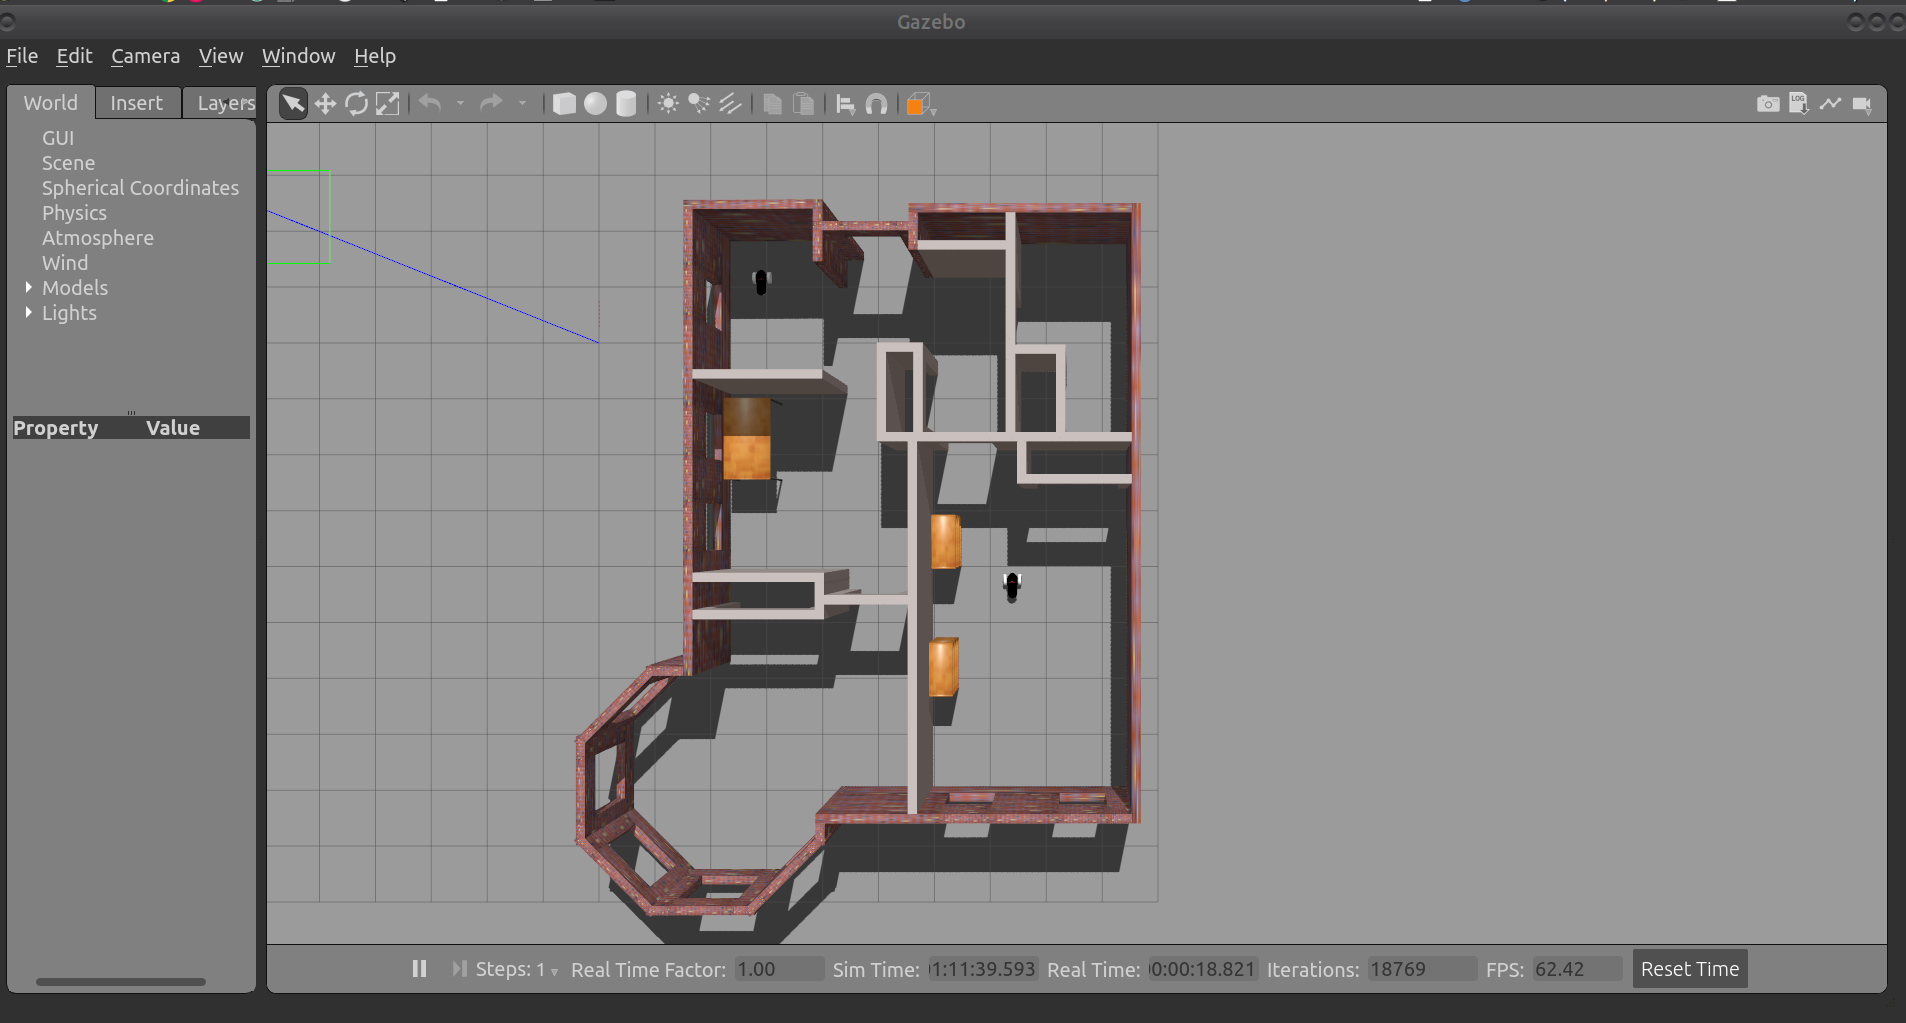 Gazebo
File Edit Camera View Window Help
World Insert Layers
LOG
GUI
Scene
Spherical Coordinates
Physics
Atmosphere
Wind
Models
Lights
Property Value
Steps: 1 Real Time Factor: 1.00 Sim Time: 1:11:39.593 Real Time: 0:00:18.821 Iterations: 18769 FPS: 62.42 Reset Time